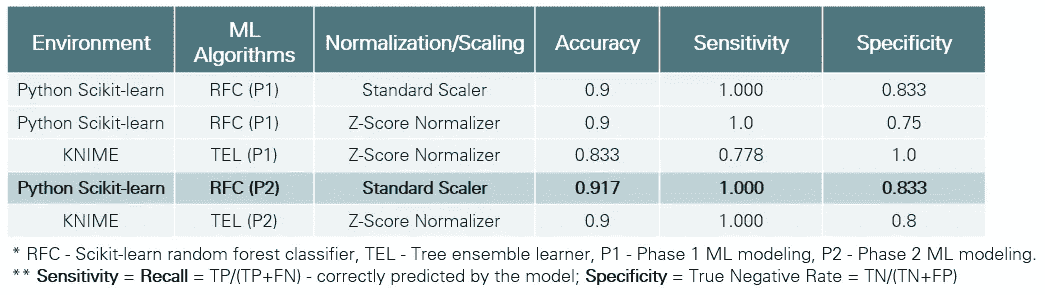 Environment ML Algorithms Normalization/Scaling Accuracy Sensitivity Specificity
Python Scikit-learn RFC (P1) Standard Scaler 0.9 1.000 0.833
Python Scikit-learn RFC (P1) Z-Score Normalizer 0.9 1.0 0.75
KNIME TEL (P1) Z-Score Normalizer 0.833 0.778 1.0
Python Scikit-learn RFC (P2) Standard Scaler 0.917 1.000 0.833
KNIME TEL (P2) Z-Score Normalizer 0.9 1.000 0.8
* RFC - Scikit-learn random forest classifier, TEL - Tree ensemble learner, P1 - Phase 1 ML modeling, P2 - Phase 2 ML modeling.
** Sensitivity = Recall = TP/(TP+FN) - correctly predicted by the model; Specificity = True Negative Rate = TN/(TN+FP)